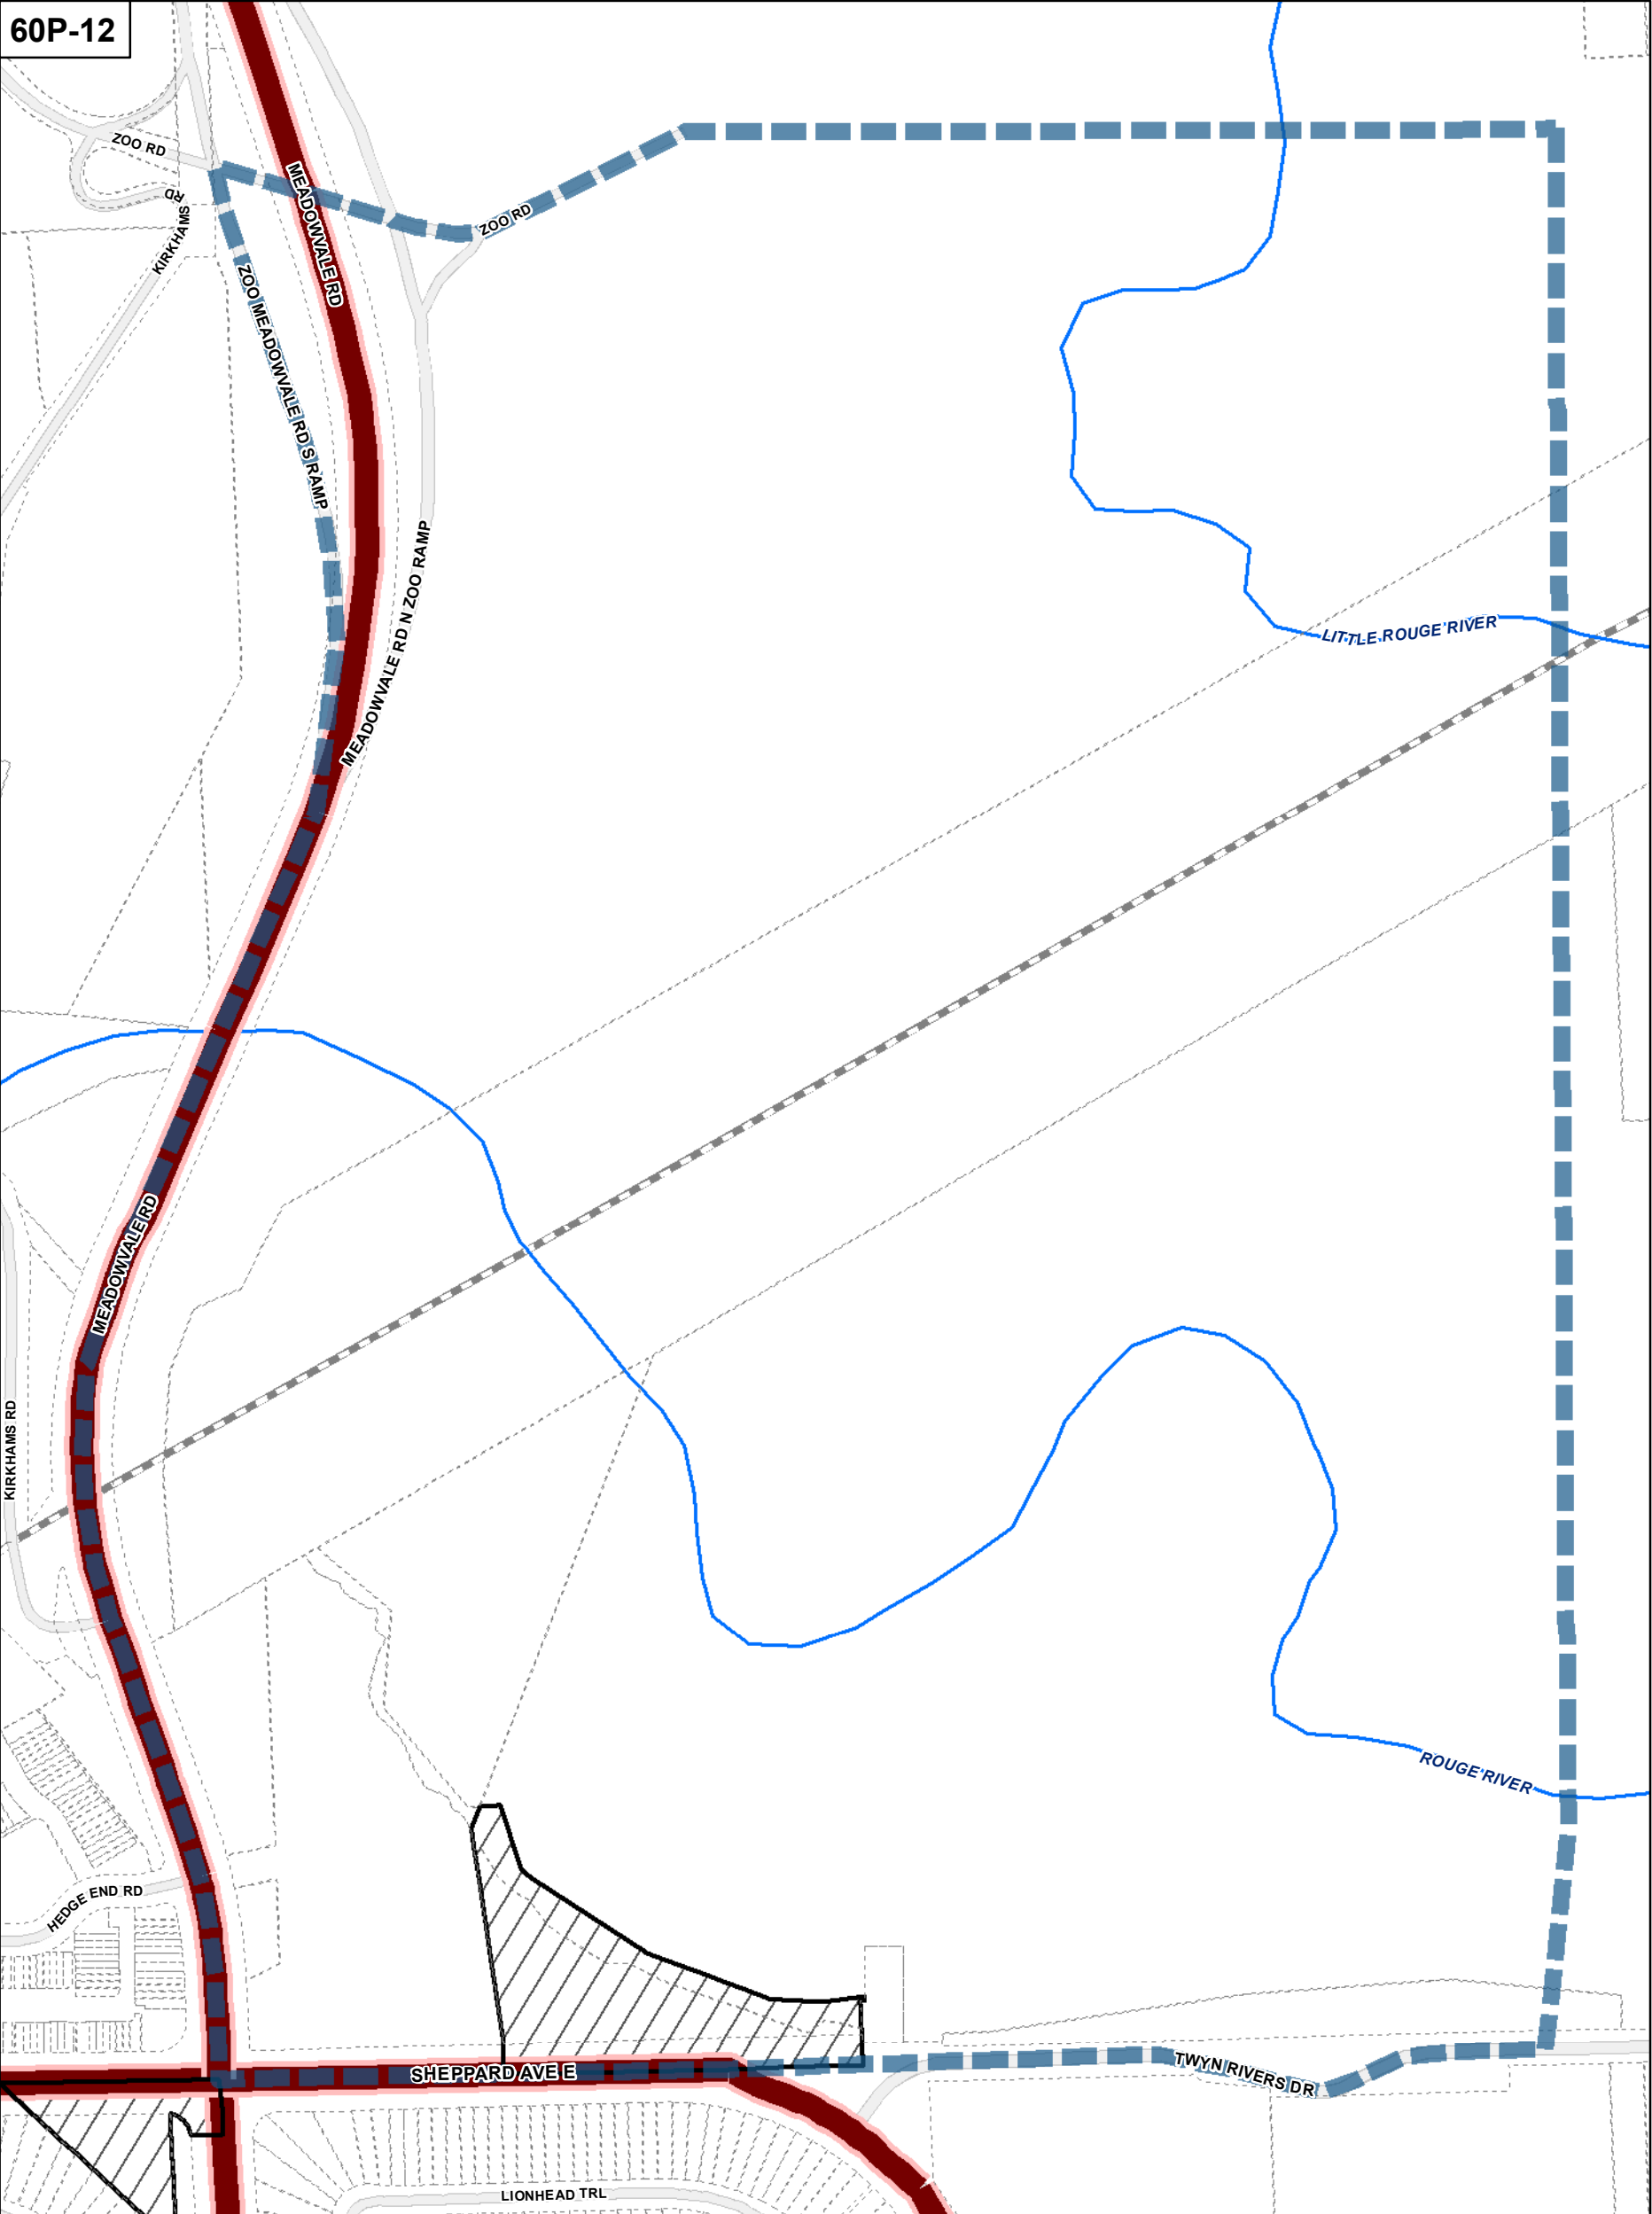 60P-12
ZOO RD
KIRKHAMS RD
MEADOWVALE RD
ZOO RD
ZOO MEADOWVALE RD S RAMP
MEADOWVALE RD N ZOO RAMP
LITTLE ROUGE RIVER
MEADOWVALE RD
KIRKHAMS RD
ROUGE RIVER
HEDGE END RD
SHEPPARD AVE E
TWYN RIVERS DR
LIONHEAD TRL